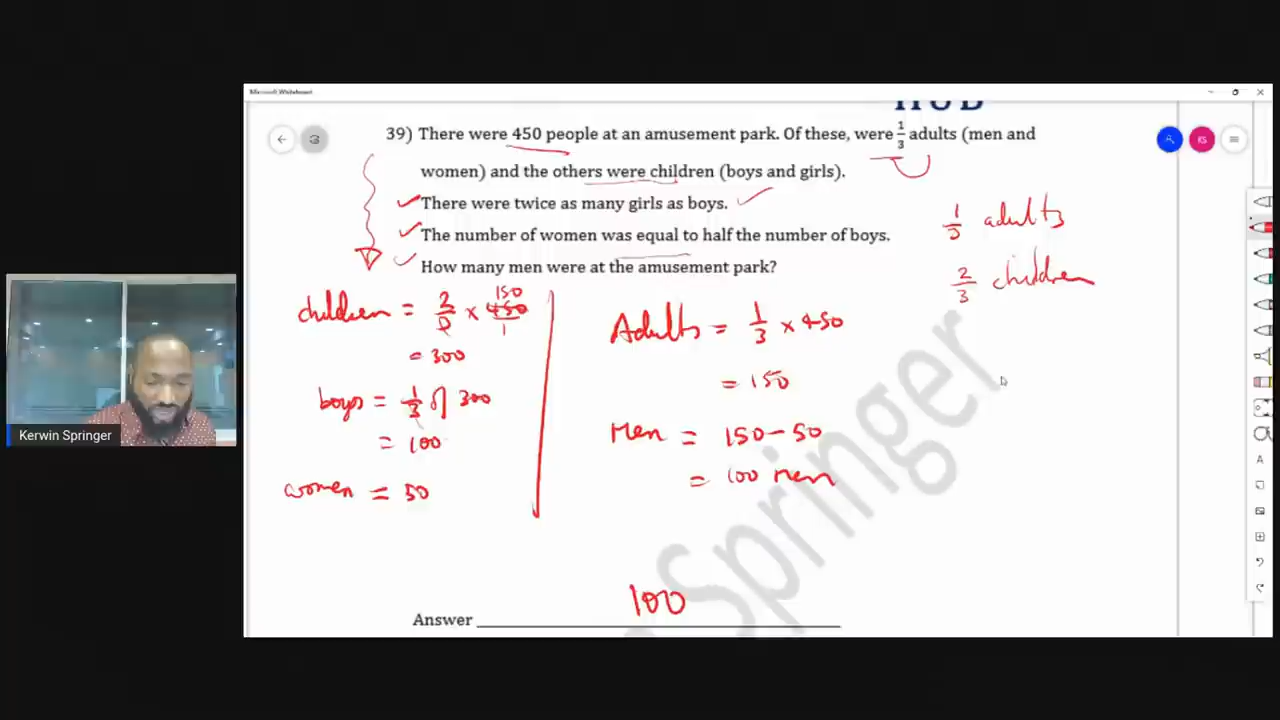 Microsoft Whiteboard
HUB
39) There were 450 people at an amusement park. Of these, were 1/3 adults (men and
women) and the others were children (boys and girls).
There were twice as many girls as boys.
The number of women was equal to half the number of boys.
How many men were at the amusement park?
1/3 adults
2/3 children
children = 2/3 × 450/1
150
= 300
boys = 1/3 of 300
= 100
women = 50
Adults = 1/3 × 450
= 150
Men = 150 - 50
= 100 Men
100
Answer
Springer
Kerwin Springer
KS
A